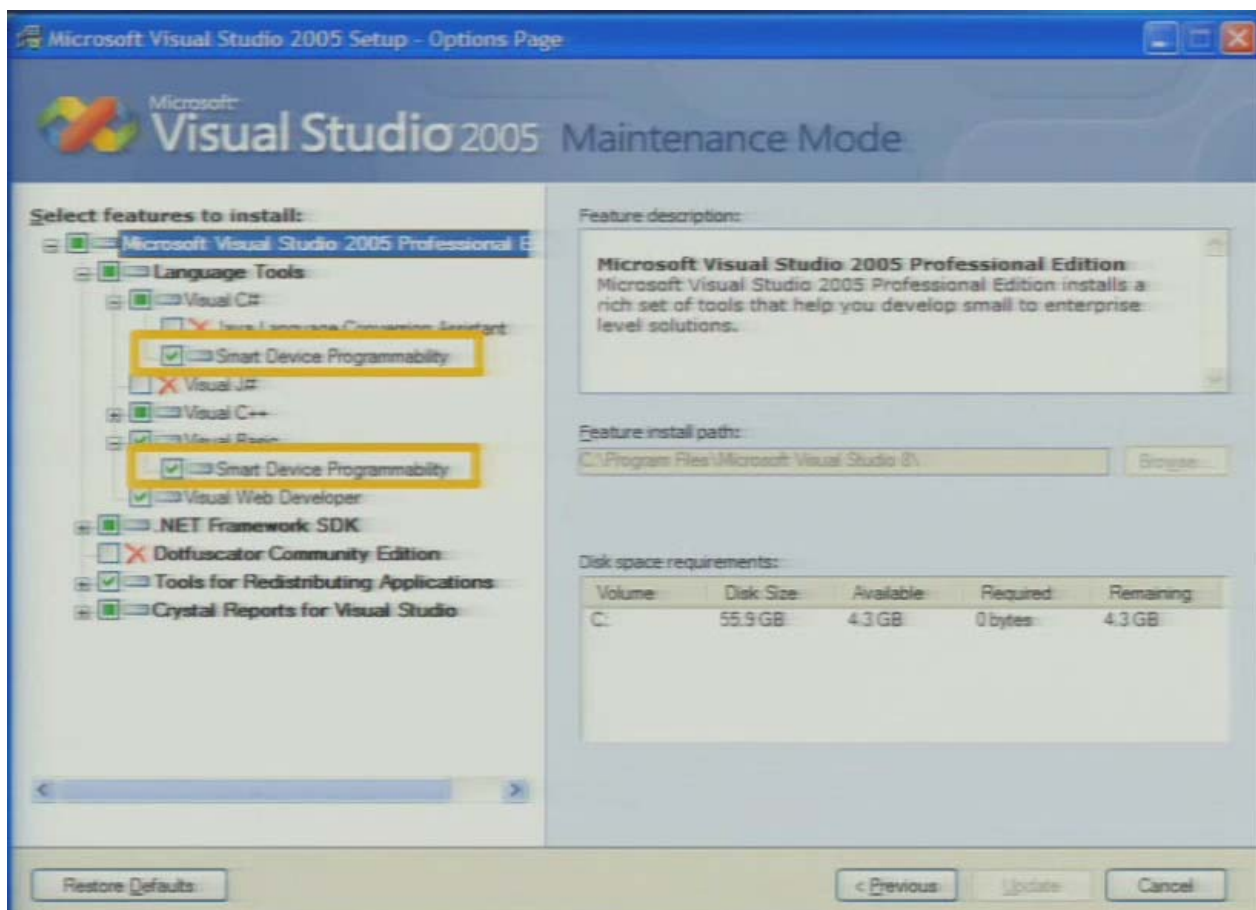 Microsoft Visual Studio 2005 Setup - Options Page
Microsoft
Visual Studio 2005 Maintenance Mode
Select features to install:
Microsoft Visual Studio 2005 Professional E
Language Tools
Visual C#
Java Language Conversion Assistant
Smart Device Programmability
Visual J#
Visual C++
Visual Basic
Smart Device Programmability
Visual Web Developer
.NET Framework SDK
Dotfuscator Community Edition
Tools for Redistributing Applications
Crystal Reports for Visual Studio
Restore Defaults
Feature description:
Microsoft Visual Studio 2005 Professional Edition
Microsoft Visual Studio 2005 Professional Edition installs a
rich set of tools that help you develop small to enterprise
level solutions.
Feature install path:
C:\Program Files\Microsoft Visual Studio 8\
Browse...
Disk space requirements:
Volume Disk Size Available Required Remaining
C: 55.9 GB 4.3 GB 0 bytes 4.3 GB
< Previous
Update
Cancel